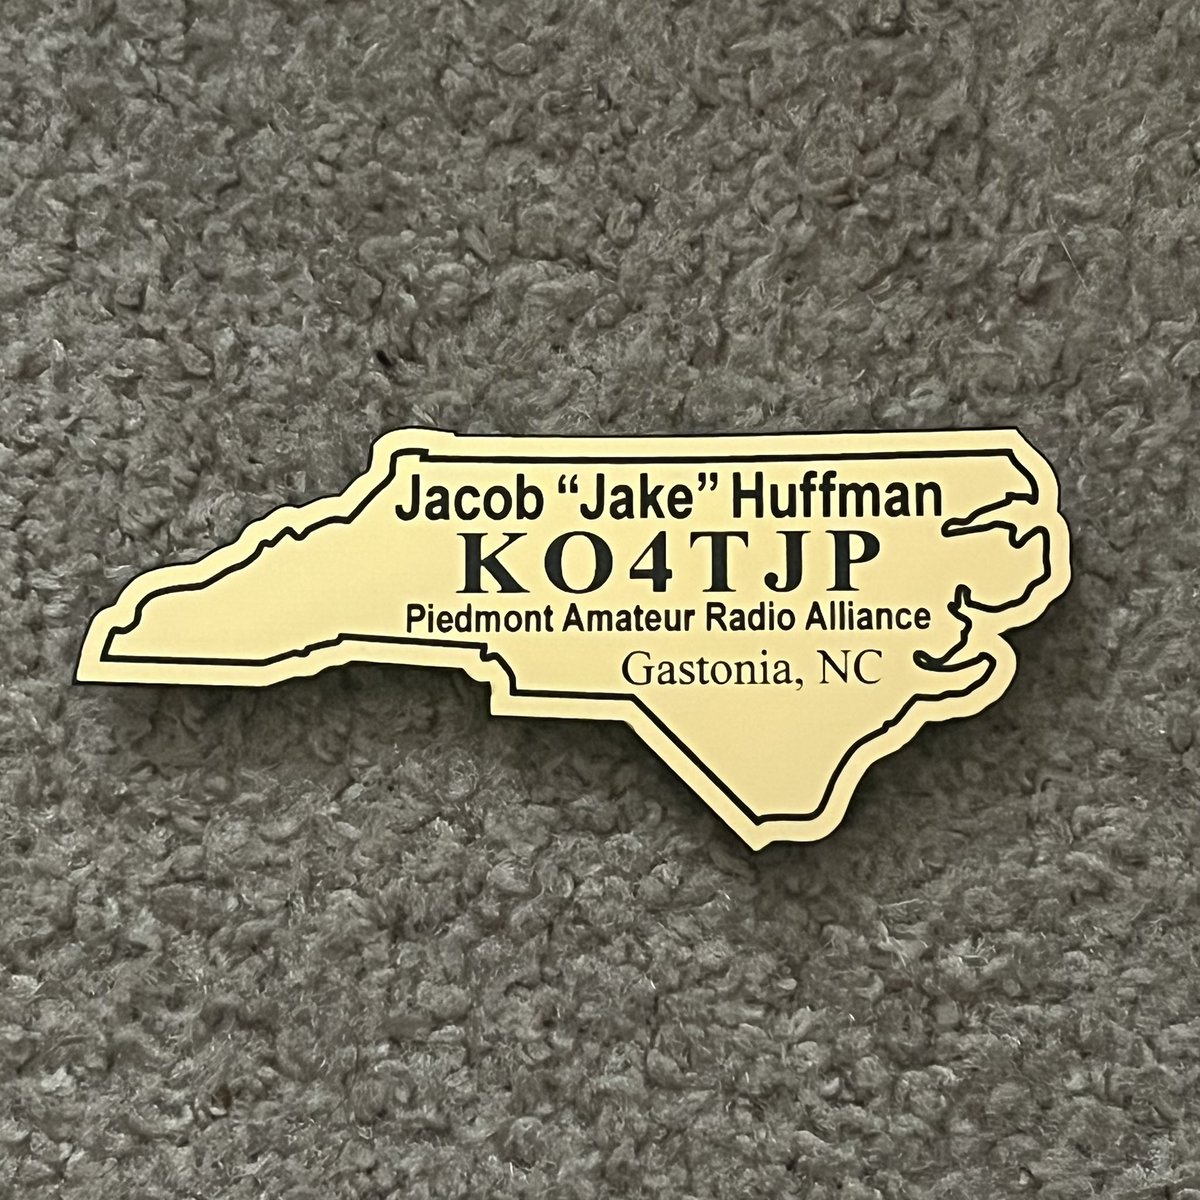 Jacob “Jake” Huffman
KO4TJP
Piedmont Amateur Radio Alliance
Gastonia, NC